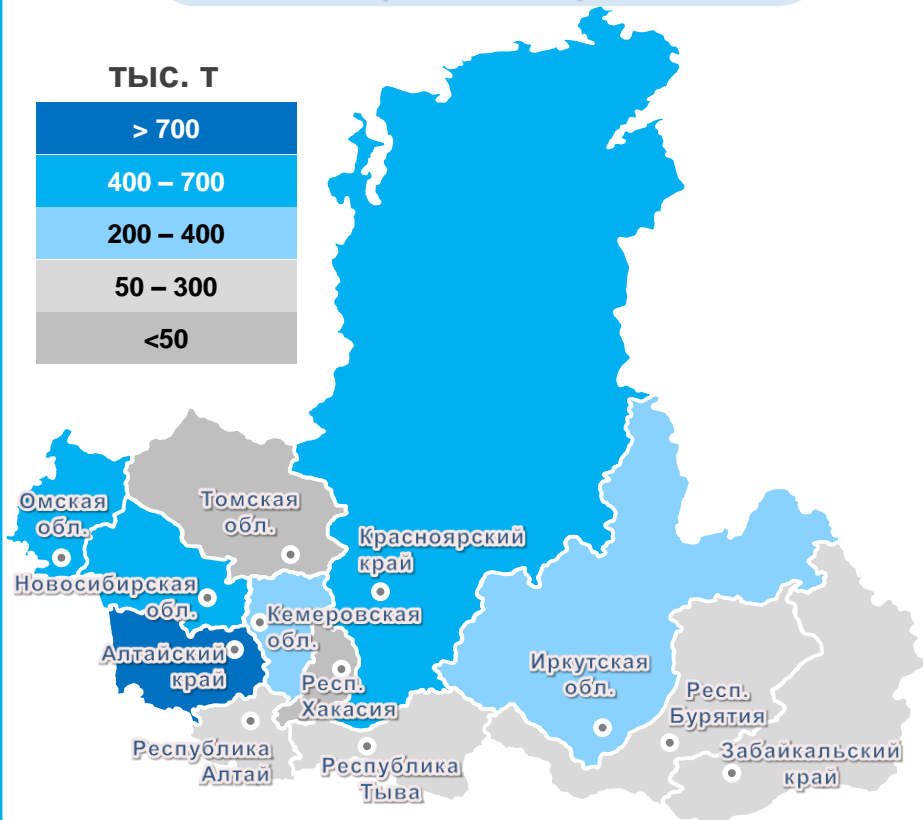 тыс. т
> 700
400 – 700
200 – 400
50 – 300
<50
Омская
обл.
Томская
обл.
Красноярский
край
Новосибирская
обл.
Кемеровская
обл.
Алтайский
край
Иркутская
обл.
Респ.
Хакасия
Респ.
Бурятия
Республика
Алтай
Республика
Тыва
Забайкальский
край